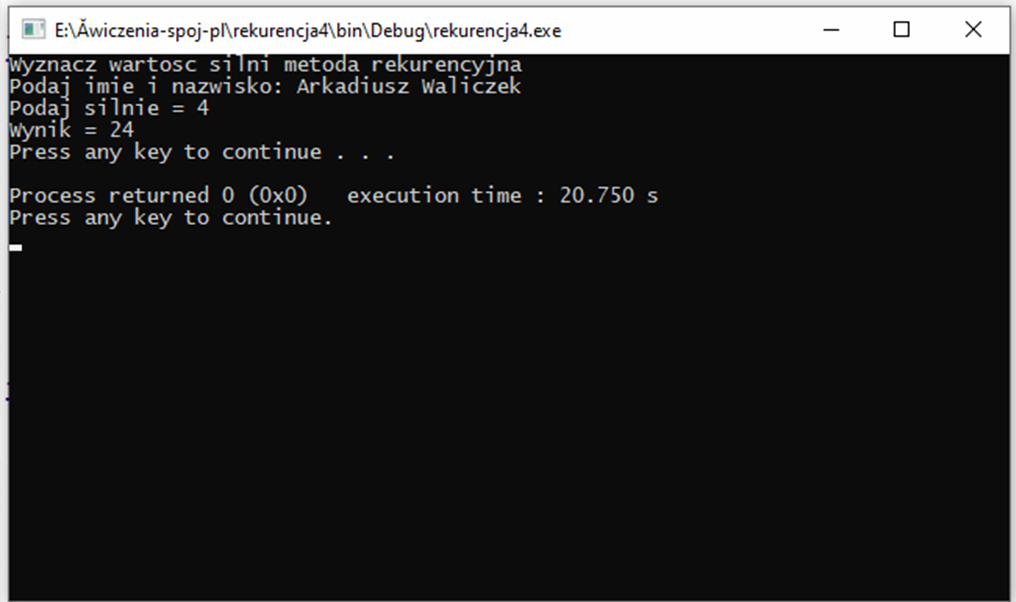 E:\Ăwiczenia-spoj-pl\rekurencja4\bin\Debug\rekurencja4.exe
Wyznacz wartosc silni metoda rekurencyjna
Podaj imie i nazwisko: Arkadiusz Waliczek
Podaj silnie = 4
Wynik = 24
Press any key to continue . . .
Process returned 0 (0x0)   execution time : 20.750 s
Press any key to continue.